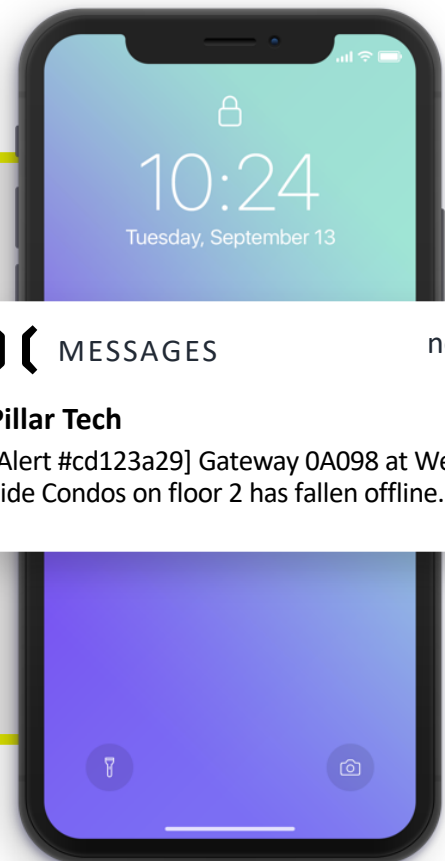 10:24
Tuesday, September 13
MESSAGES
Pillar Tech
Alert #cd123a29] Gateway 0A098 at
ide Condos on floor 2 has fallen offline.